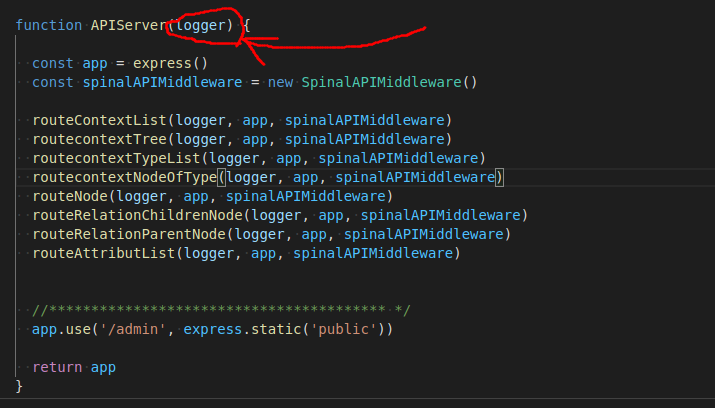 function APIServer(logger) {
const app = express()
const spinalAPIMiddleware = new SpinalAPIMiddleware()
routeContextList(logger, app, spinalAPIMiddleware)
routecontextTree(logger, app, spinalAPIMiddleware)
routecontextTypeList(logger, app, spinalAPIMiddleware)
routecontextNodeOfType(logger, app, spinalAPIMiddleware)
routeNode(logger, app, spinalAPIMiddleware)
routeRelationChildrenNode(logger, app, spinalAPIMiddleware)
routeRelationParentNode(logger, app, spinalAPIMiddleware)
routeAttributList(logger, app, spinalAPIMiddleware)
//**************************************** */
app.use('/admin', express.static('public'))
return app
}